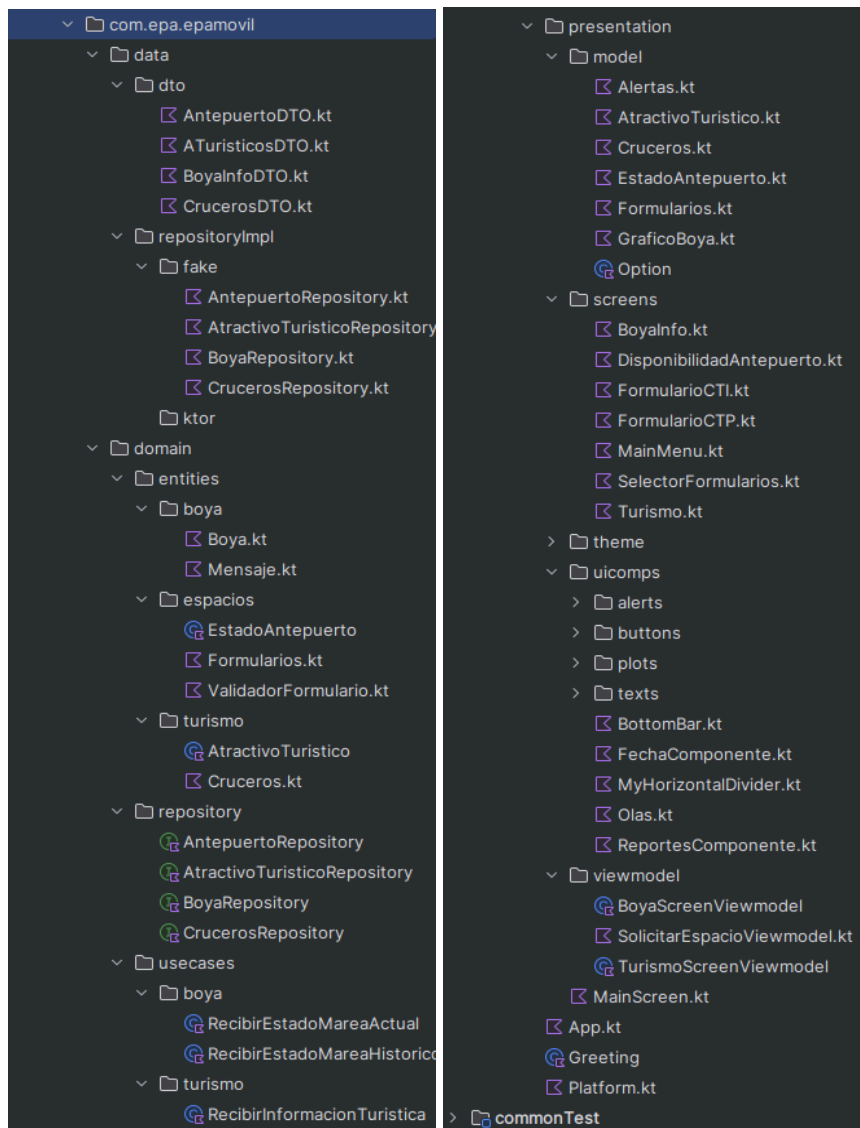 com.epa.epamovil
data
dto
AntepuertoDTO.kt
ATuristicosDTO.kt
BoyaInfoDTO.kt
CrucerosDTO.kt
repositoryImpl
fake
AntepuertoRepository.kt
AtractivoTuristicoRepository
BoyaRepository.kt
CrucerosRepository.kt
ktor
domain
entities
boya
Boya.kt
Mensaje.kt
espacios
EstadoAntepuerto
Formularios.kt
ValidadorFormulario.kt
turismo
AtractivoTuristico
Cruceros.kt
repository
AntepuertoRepository
AtractivoTuristicoRepository
BoyaRepository
CrucerosRepository
usecases
boya
RecibirEstadoMareaActual
RecibirEstadoMareaHistorico
turismo
RecibirInformacionTuristica
presentation
model
Alertas.kt
AtractivoTuristico.kt
Cruceros.kt
EstadoAntepuerto.kt
Formularios.kt
GraficoBoya.kt
Option
screens
BoyaInfo.kt
DisponibilidadAntepuerto.kt
FormularioCTI.kt
FormularioCTP.kt
MainMenu.kt
SelectorFormularios.kt
Turismo.kt
theme
uicomps
alerts
buttons
plots
texts
BottomBar.kt
FechaComponente.kt
MyHorizontalDivider.kt
Olas.kt
ReportesComponente.kt
viewmodel
BoyaScreenViewmodel
SolicitarEspacioViewmodel.kt
TurismoScreenViewmodel
MainScreen.kt
App.kt
Greeting
Platform.kt
commonTest